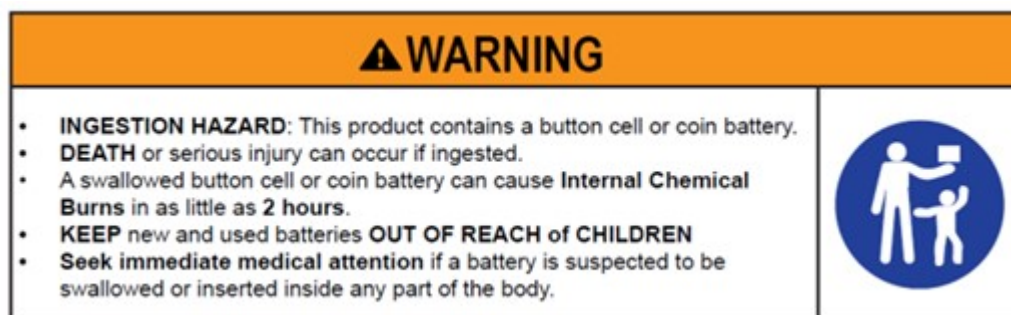 ⚠WARNING
• INGESTION HAZARD: This product contains a button cell or coin battery.
• DEATH or serious injury can occur if ingested.
• A swallowed button cell or coin battery can cause Internal Chemical
Burns in as little as 2 hours.
• KEEP new and used batteries OUT OF REACH of CHILDREN
• Seek immediate medical attention if a battery is suspected to be
swallowed or inserted inside any part of the body.